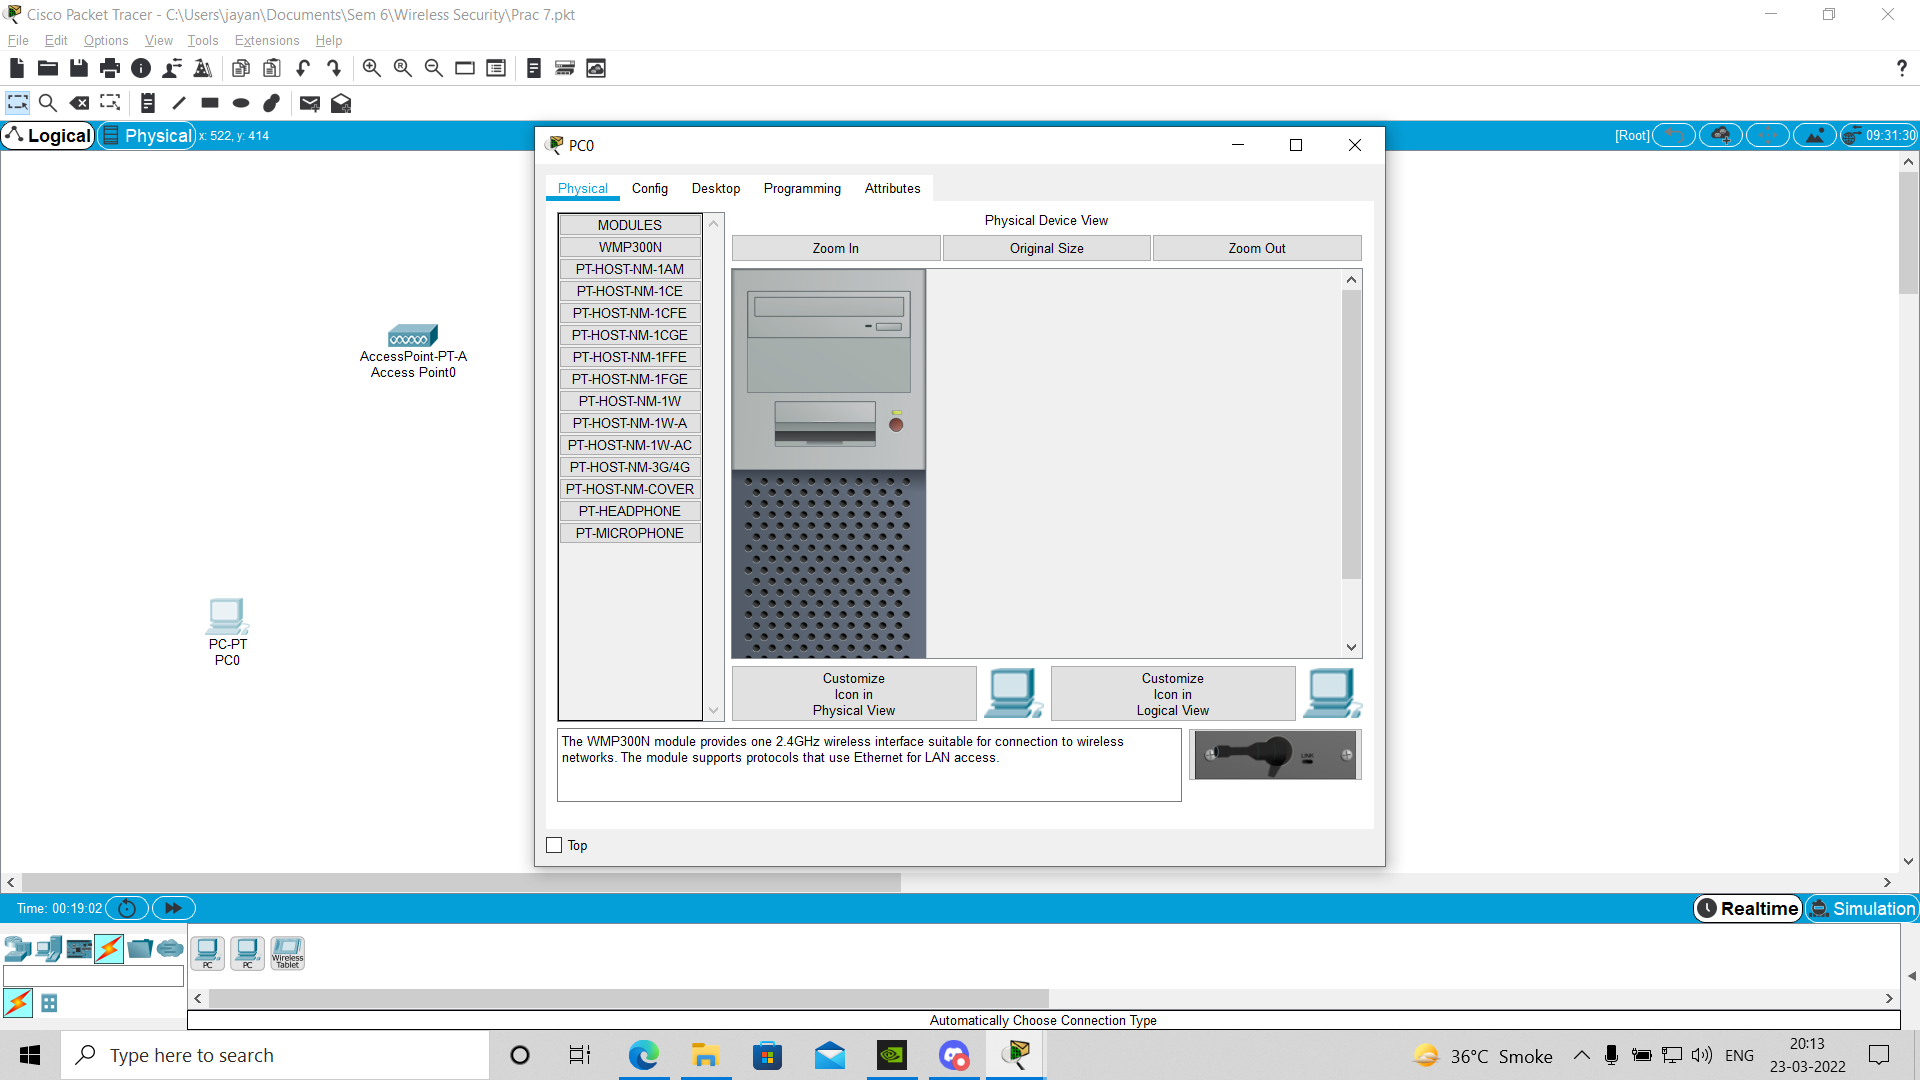 Cisco Packet Tracer - C:\Users\jayan\Documents\Sem 6\Wireless Security\Prac 7.pkt
File Edit Options View Tools Extensions Help
?
Logical Physical x: 522, y: 414
[Root] 09:31:30
PC0
Physical Config Desktop Programming Attributes
MODULES
WMP300N
PT-HOST-NM-1AM
PT-HOST-NM-1CE
PT-HOST-NM-1CFE
PT-HOST-NM-1CGE
PT-HOST-NM-1FFE
PT-HOST-NM-1FGE
PT-HOST-NM-1W
PT-HOST-NM-1W-A
PT-HOST-NM-1W-AC
PT-HOST-NM-3G/4G
PT-HOST-NM-COVER
PT-HEADPHONE
PT-MICROPHONE
Physical Device View
Zoom In Original Size Zoom Out
AccessPoint-PT-A
Access Point0
PC-PT
PC0
Customize
Icon in
Physical View
Customize
Icon in
Logical View
The WMP300N module provides one 2.4GHz wireless interface suitable for connection to wireless
networks. The module supports protocols that use Ethernet for LAN access.
LINK
Top
Time: 00:19:02
Realtime Simulation
PC
PC
Wireless
Tablet
Automatically Choose Connection Type
Type here to search
36°C Smoke
ENG
20:13
23-03-2022